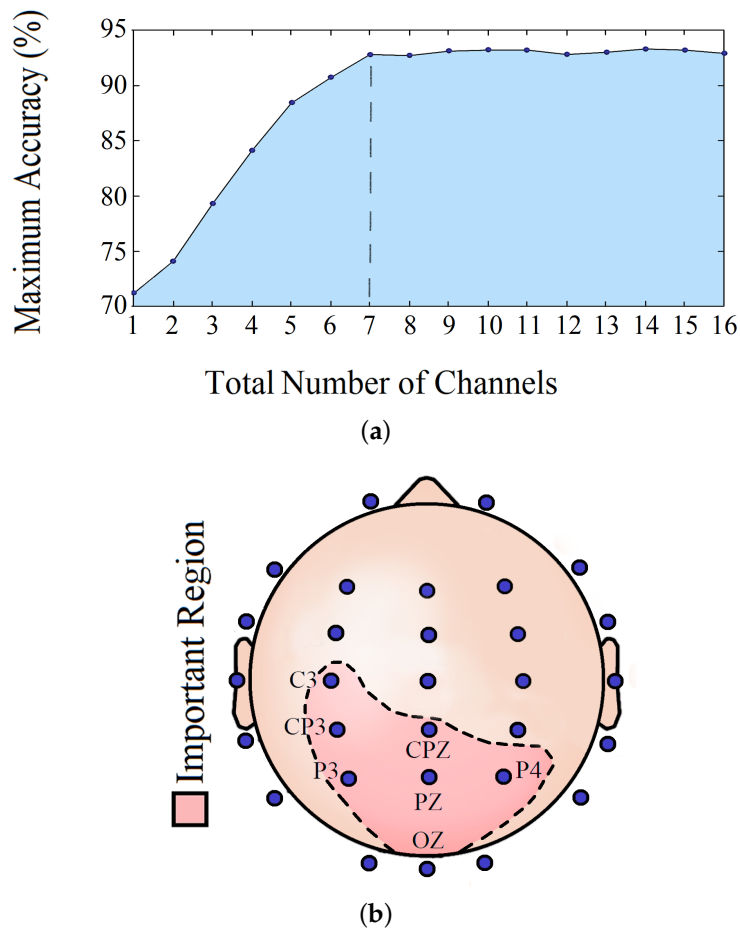 Maximum Accuracy (%)
95
90
85
80
75
70
1 2 3 4 5 6 7 8 9 10 11 12 13 14 15 16
Total Number of Channels
(a)
Important Region
C3
CP3
CPZ
P3
P4
PZ
OZ
(b)